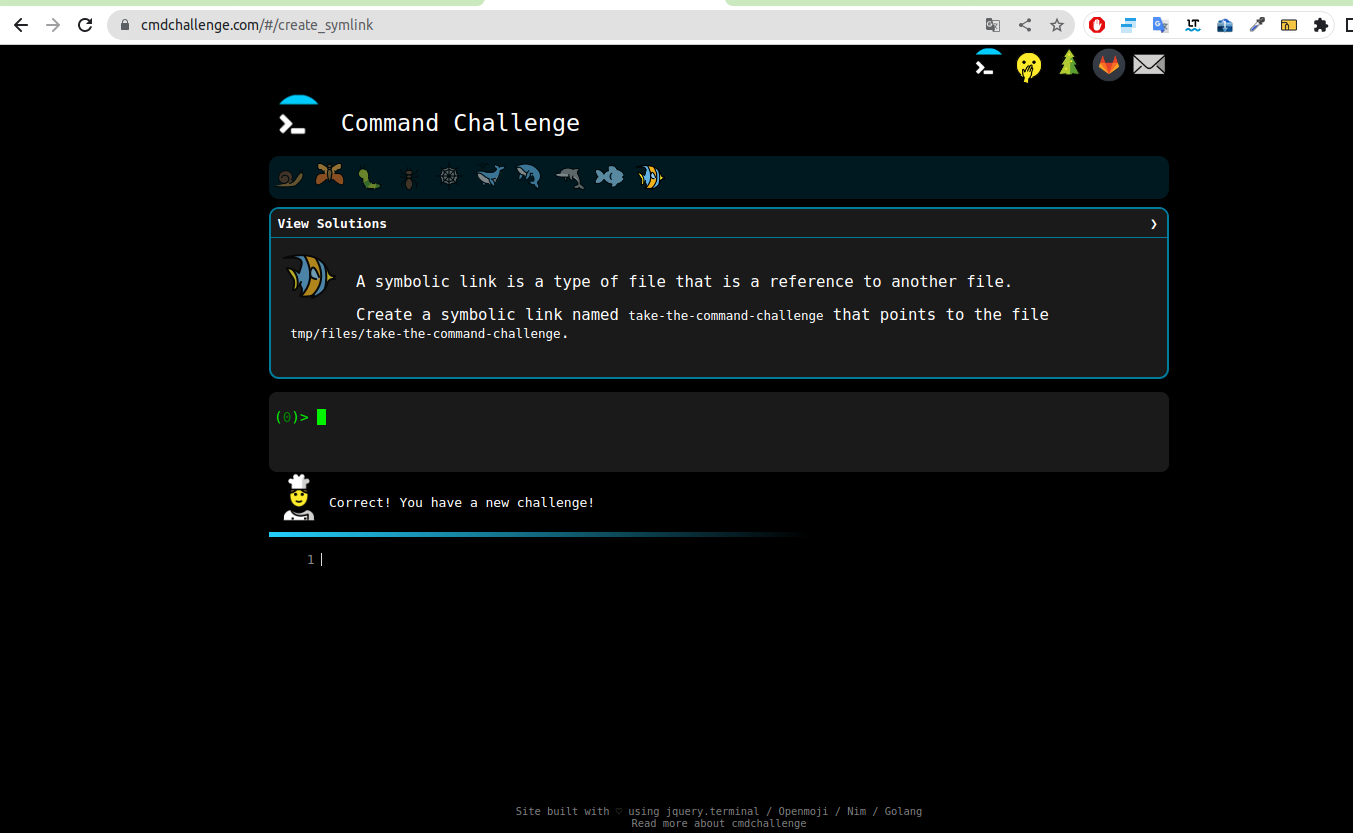 cmdchallenge.com/#/create_symlink
Command Challenge
View Solutions
A symbolic link is a type of file that is a reference to another file.
Create a symbolic link named take-the-command-challenge that points to the file
tmp/files/take-the-command-challenge.
(0)>
Correct! You have a new challenge!
1
Site built with ♡ using jquery.terminal / Openmoji / Nim / Golang
Read more about cmdchallenge